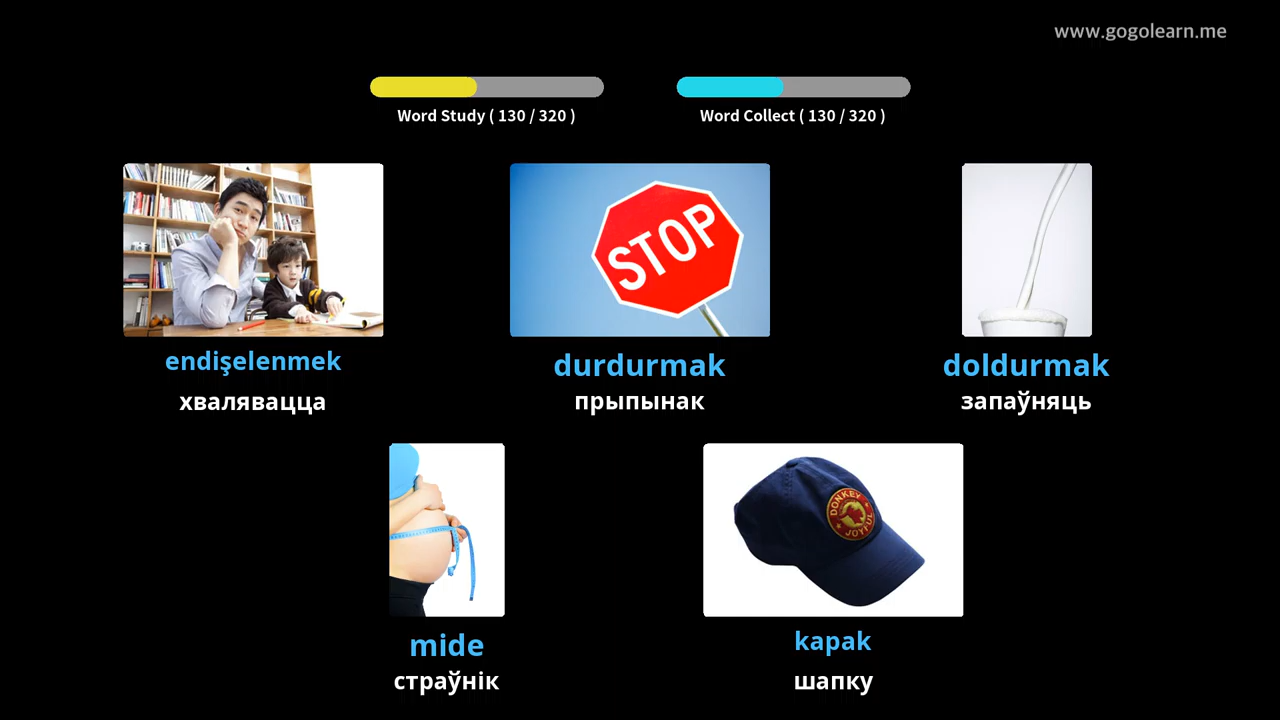 www.gogolearn.me
Word Study ( 130 / 320 )
Word Collect ( 130 / 320 )
STOP
endişelenmek
хвалявацца
durdurmak
прыпынак
doldurmak
запаўняць
DONKEY
JOYFUL
mide
страўнік
kapak
шапку